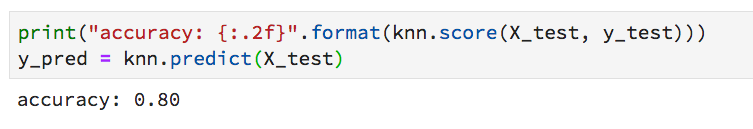 print("accuracy: {:.2f}".format(knn.score(X_test, y_test)))
y_pred = knn.predict(X_test)
accuracy: 0.80